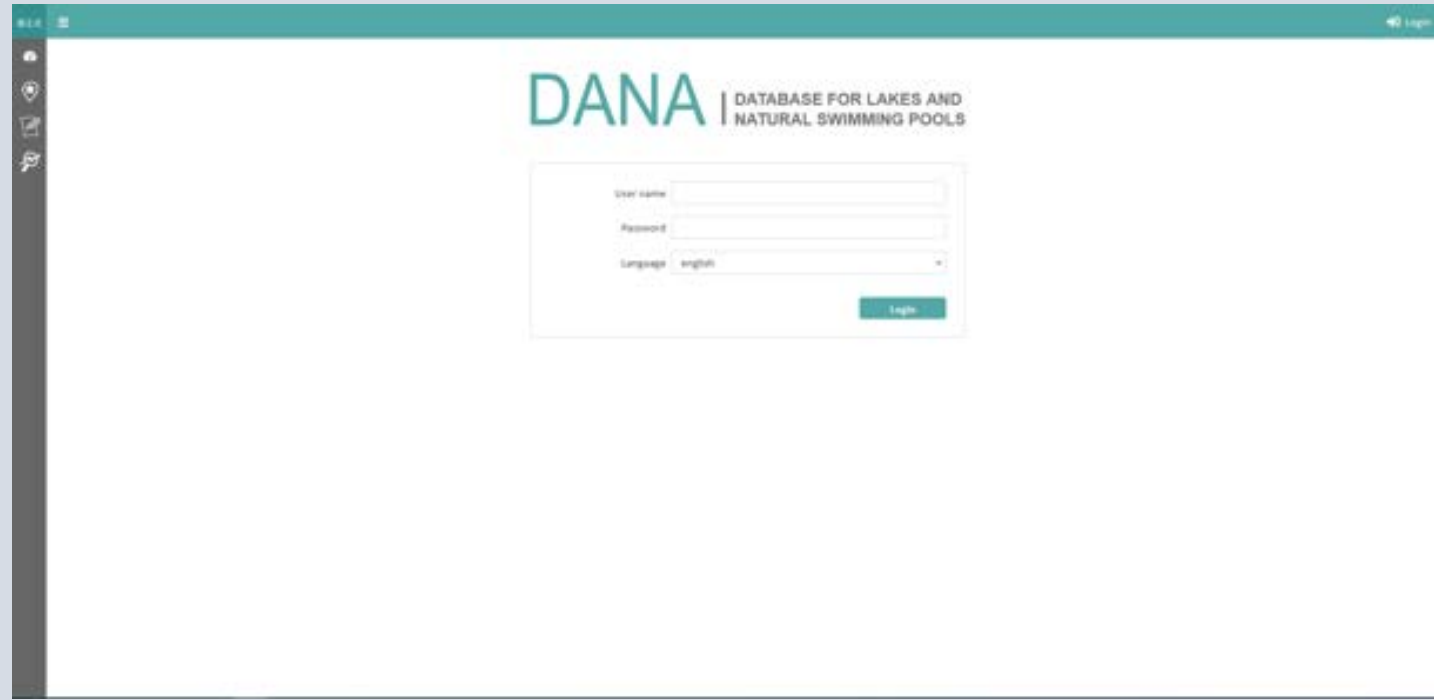 Login
DANA
DATABASE FOR LAKES AND
NATURAL SWIMMING POOLS
User name
Password
Language english
Login